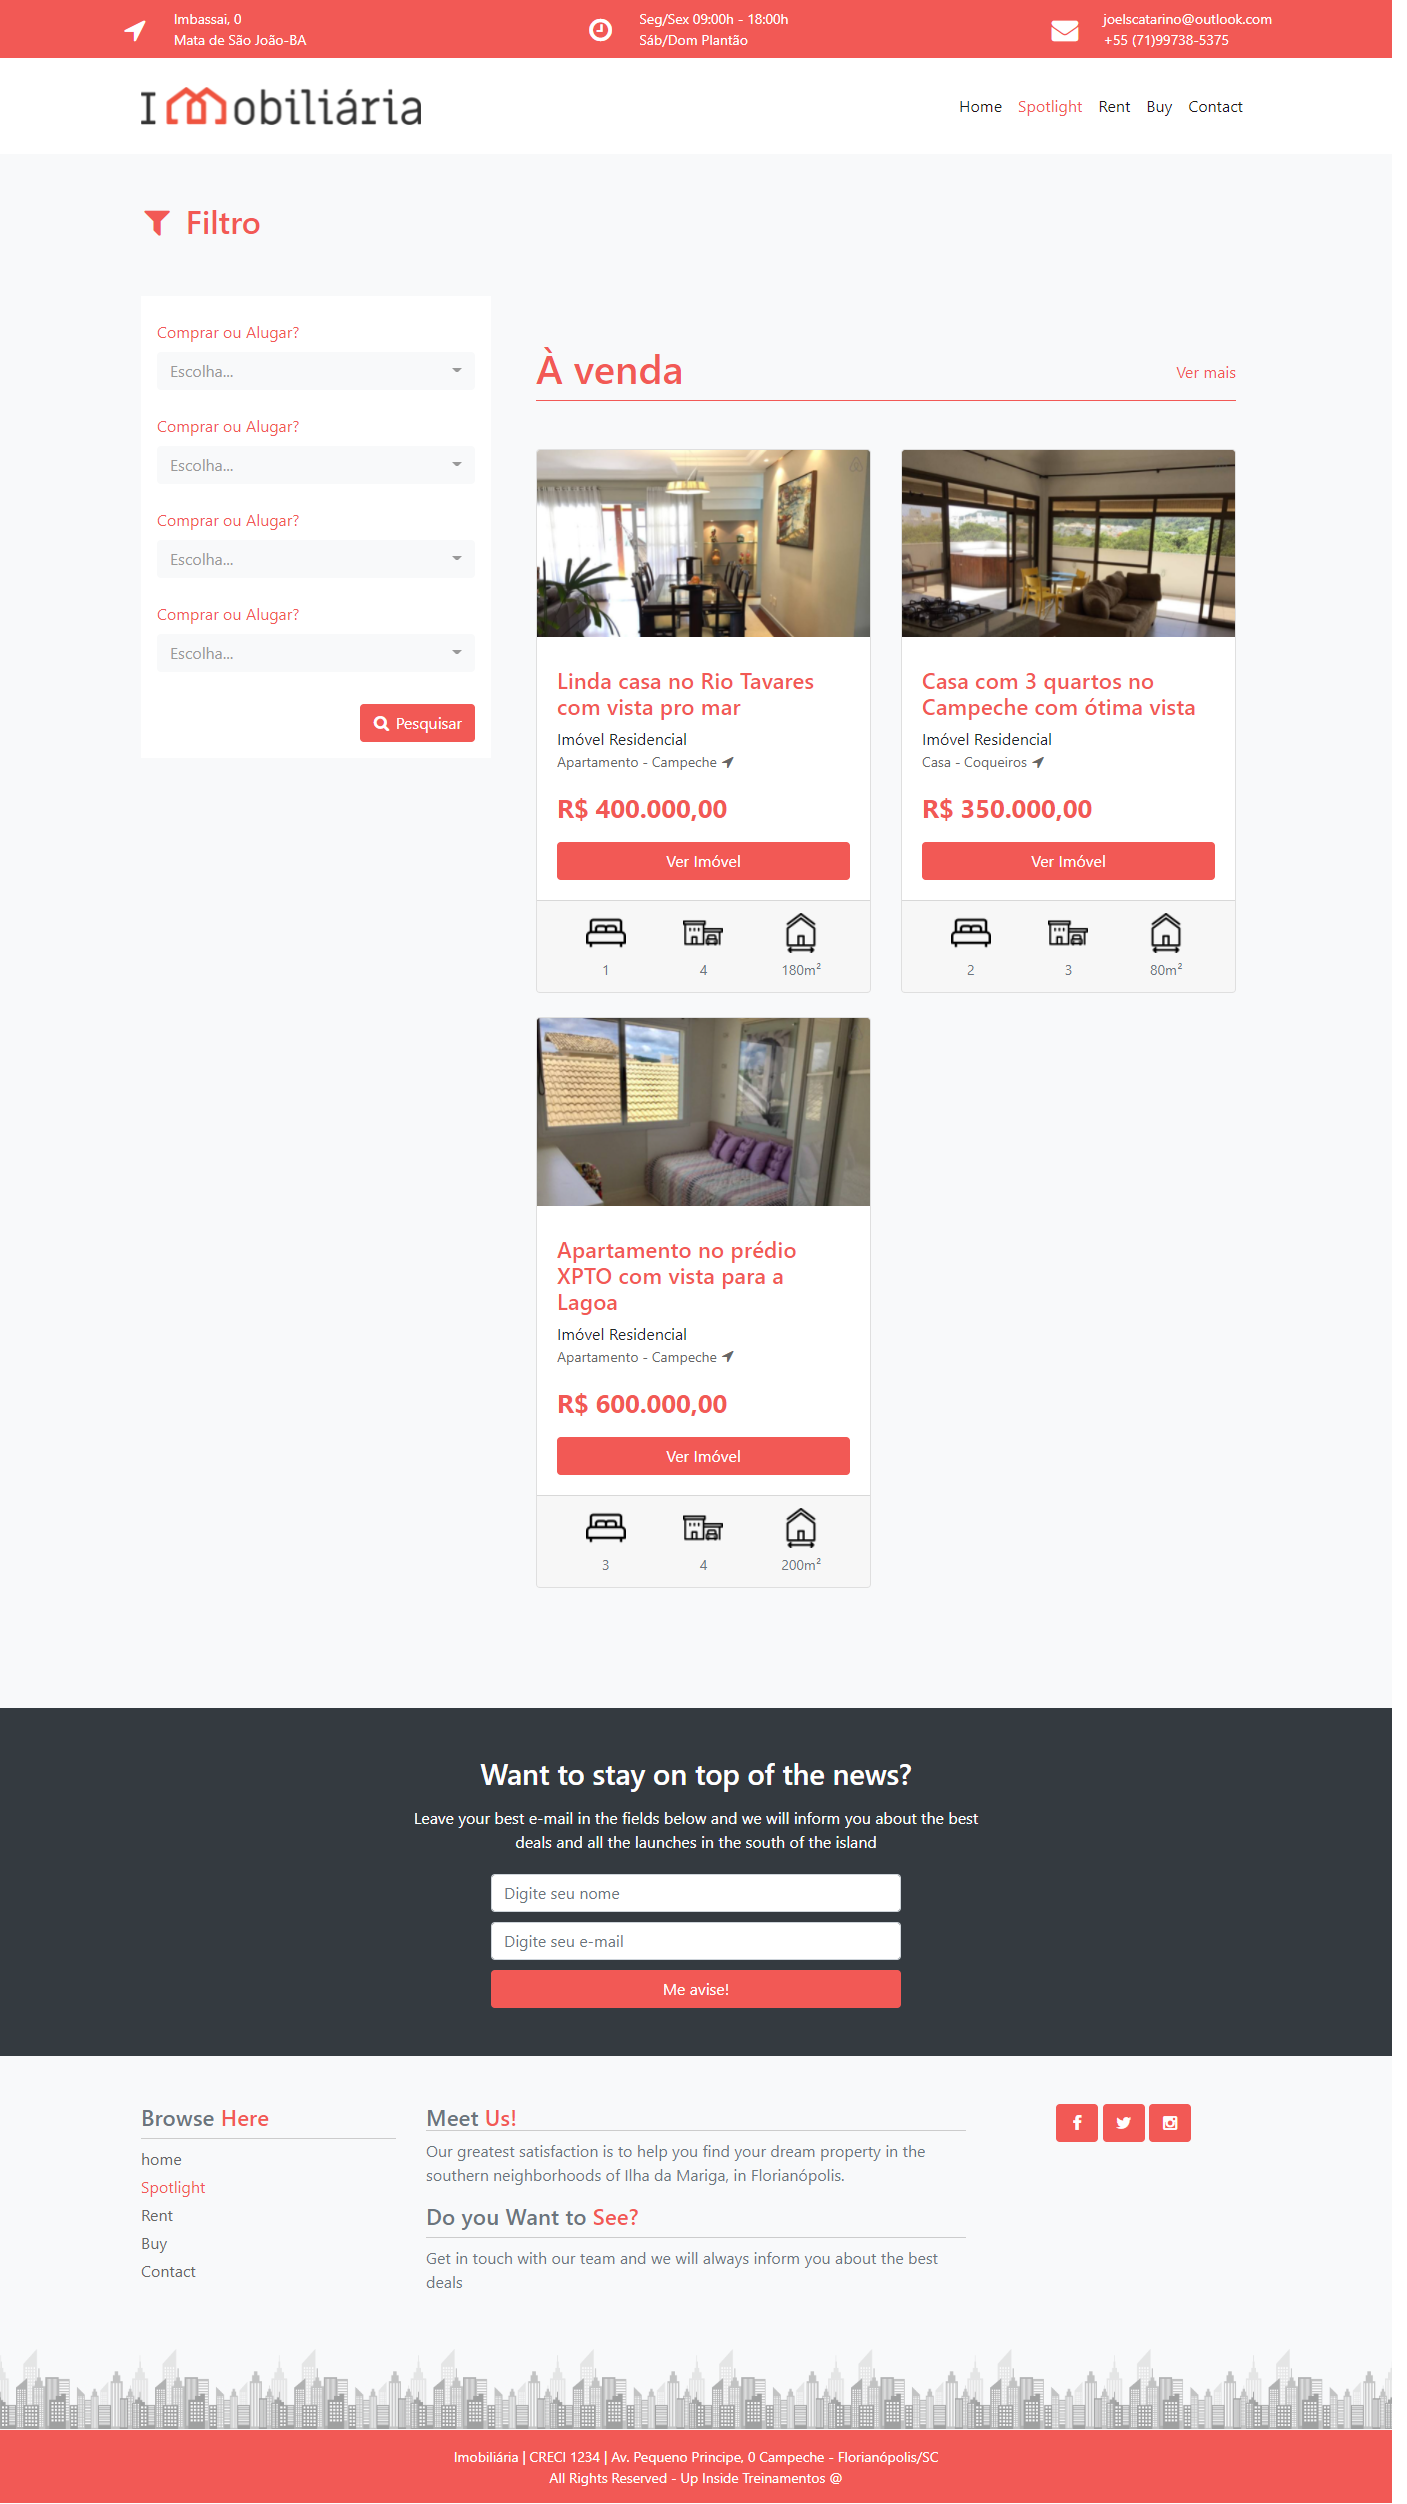 Imbassai, 0
Mata de São João-BA
Seg/Sex 09:00h - 18:00h
Sáb/Dom Plantão
joelscatarino@outlook.com
+55 (71)99738-5375
Imobiliária
Home Spotlight Rent Buy Contact
Filtro
Comprar ou Alugar?
Escolha...
Comprar ou Alugar?
Escolha...
Comprar ou Alugar?
Escolha...
Comprar ou Alugar?
Escolha...
Pesquisar
À venda
Ver mais
Linda casa no Rio Tavares
com vista pro mar
Imóvel Residencial
Apartamento - Campeche
R$ 400.000,00
Ver Imóvel
1 4 180m²
Casa com 3 quartos no
Campeche com ótima vista
Imóvel Residencial
Casa - Coqueiros
R$ 350.000,00
Ver Imóvel
2 3 80m²
Apartamento no prédio
XPTO com vista para a
Lagoa
Imóvel Residencial
Apartamento - Campeche
R$ 600.000,00
Ver Imóvel
3 4 200m²
Want to stay on top of the news?
Leave your best e-mail in the fields below and we will inform you about the best
deals and all the launches in the south of the island
Digite seu nome
Digite seu e-mail
Me avise!
Browse Here
home
Spotlight
Rent
Buy
Contact
Meet Us!
Our greatest satisfaction is to help you find your dream property in the
southern neighborhoods of Ilha da Mariga, in Florianópolis.
Do you Want to See?
Get in touch with our team and we will always inform you about the best
deals
Imobiliária | CRECI 1234 | Av. Pequeno Principe, 0 Campeche - Florianópolis/SC
All Rights Reserved - Up Inside Treinamentos @